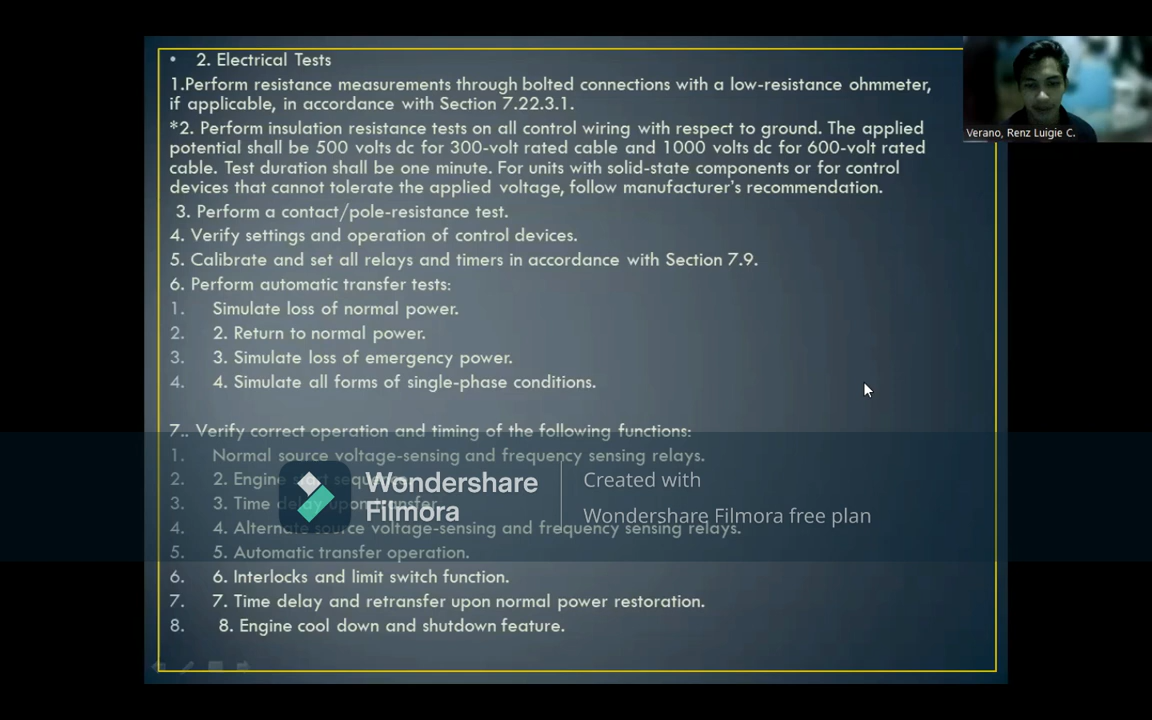 • 2. Electrical Tests
1.Perform resistance measurements through bolted connections with a low-resistance ohmmeter,
if applicable, in accordance with Section 7.22.3.1.
*2. Perform insulation resistance tests on all control wiring with respect to ground. The applied
potential shall be 500 volts dc for 300-volt rated cable and 1000 volts dc for 600-volt rated
cable. Test duration shall be one minute. For units with solid-state components or for control
devices that cannot tolerate the applied voltage, follow manufacturer's recommendation.
3. Perform a contact/pole-resistance test.
4. Verify settings and operation of control devices.
5. Calibrate and set all relays and timers in accordance with Section 7.9.
6. Perform automatic transfer tests:
1. Simulate loss of normal power.
2. 2. Return to normal power.
3. 3. Simulate loss of emergency power.
4. 4. Simulate all forms of single-phase conditions.
7.. Verify correct operation and timing of the following functions:
1. Normal source voltage-sensing and frequency sensing relays.
2. 2. Engine start sequence.
3. 3. Time delay upon transfer.
4. 4. Alternate source voltage-sensing and frequency sensing relays.
5. 5. Automatic transfer operation.
6. 6. Interlocks and limit switch function.
7. 7. Time delay and retransfer upon normal power restoration.
8. 8. Engine cool down and shutdown feature.
Verano, Renz Luigie C.
Wondershare
Filmora
Created with
Wondershare Filmora free plan